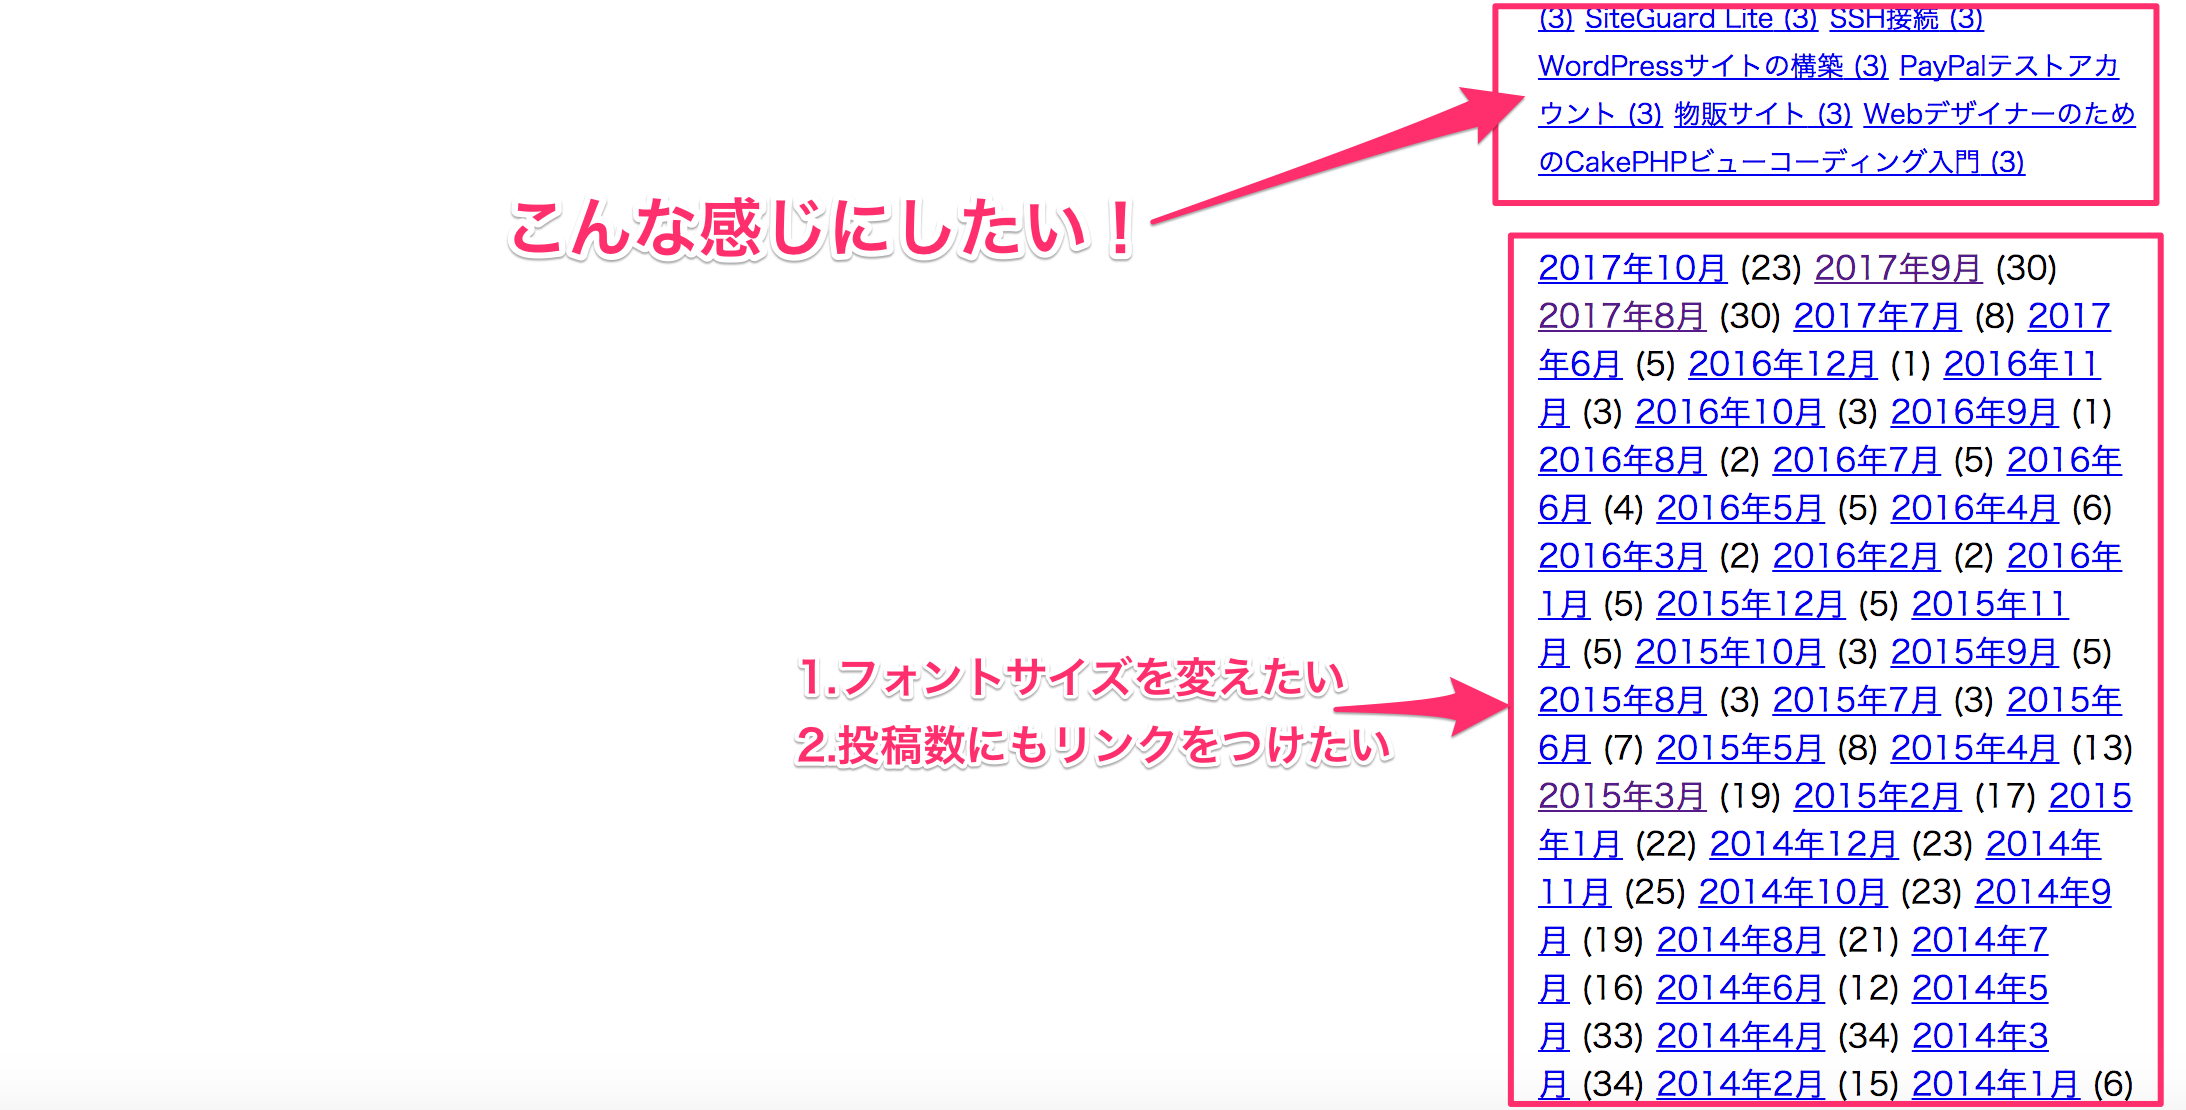 (3) SiteGuard Lite (3) SSH接続 (3)
WordPressサイトの構築 (3) PayPalテストアカ
ウント (3) 物販サイト (3) Webデザイナーのため
のCakePHPビューコーディング入門 (3)
こんな感じにしたい！
2017年10月 (23) 2017年9月 (30)
2017年8月 (30) 2017年7月 (8) 2017
年6月 (5) 2016年12月 (1) 2016年11
月 (3) 2016年10月 (3) 2016年9月 (1)
2016年8月 (2) 2016年7月 (5) 2016年
6月 (4) 2016年5月 (5) 2016年4月 (6)
2016年3月 (2) 2016年2月 (2) 2016年
1月 (5) 2015年12月 (5) 2015年11
月 (5) 2015年10月 (3) 2015年9月 (5)
2015年8月 (3) 2015年7月 (3) 2015年
6月 (7) 2015年5月 (8) 2015年4月 (13)
2015年3月 (19) 2015年2月 (17) 2015
年1月 (22) 2014年12月 (23) 2014年
11月 (25) 2014年10月 (23) 2014年9
月 (19) 2014年8月 (21) 2014年7
月 (16) 2014年6月 (12) 2014年5
月 (33) 2014年4月 (34) 2014年3
月 (34) 2014年2月 (15) 2014年1月 (6)
1.フォントサイズを変えたい
2.投稿数にもリンクをつけたい